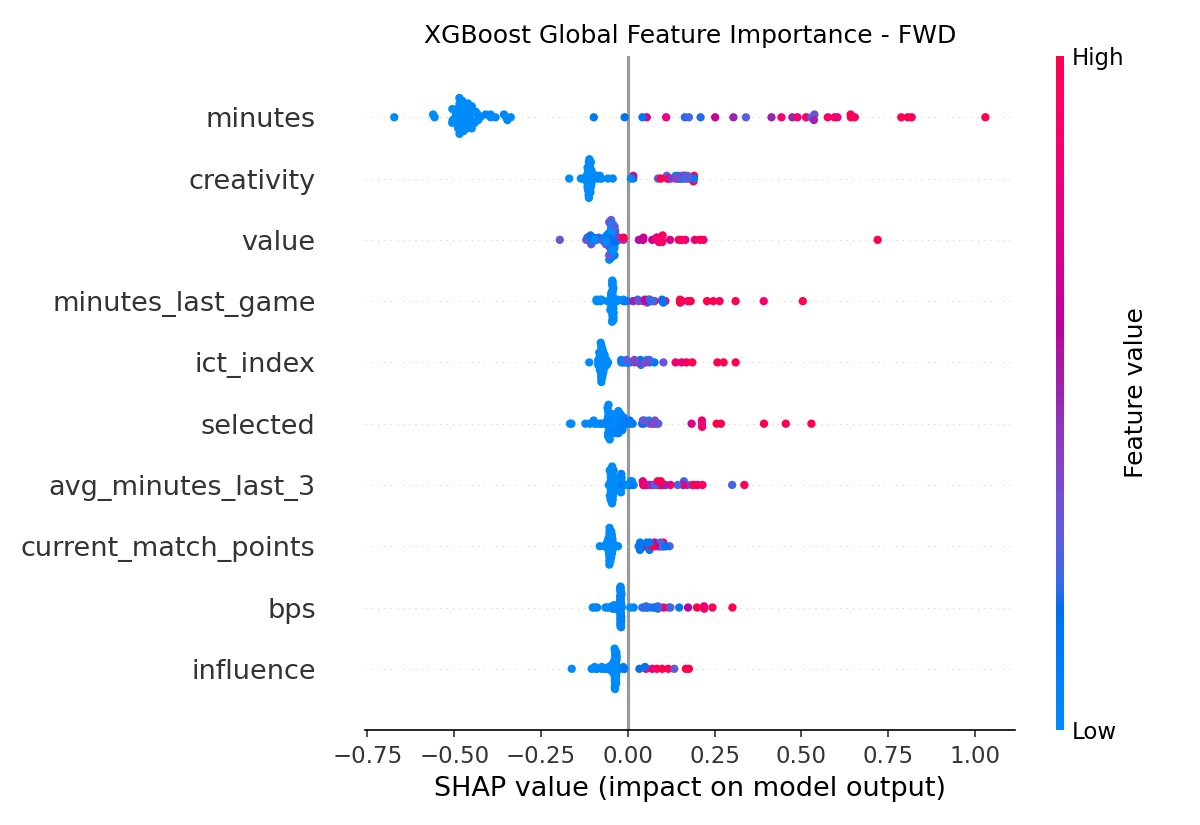 XGBoost Global Feature Importance - FWD
High
minutes
creativity
value
minutes_last_game
ict_index
selected
avg_minutes_last_3
current_match_points
bps
influence
Feature value
Low
−0.75 −0.50 −0.25 0.00 0.25 0.50 0.75 1.00
SHAP value (impact on model output)